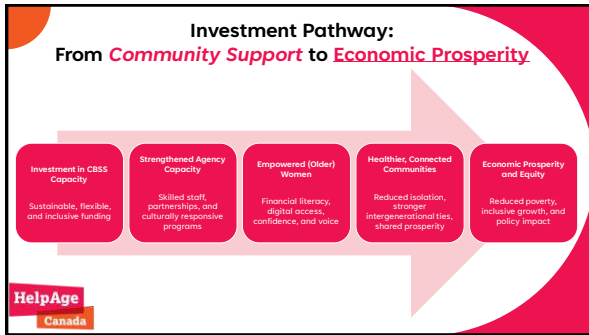 Investment Pathway:
From Community Support to Economic Prosperity
Investment in CBSS
Capacity
Sustainable, flexible,
and inclusive funding
Strengthened Agency
Capacity
Skilled staff,
partnerships, and
culturally responsive
programs
Empowered (Older)
Women
Financial literacy,
digital access,
confidence, and voice
Healthier, Connected
Communities
Reduced isolation,
stronger
intergenerational ties,
shared prosperity
Economic Prosperity
and Equity
Reduced poverty,
inclusive growth, and
policy impact
HelpAge
Canada